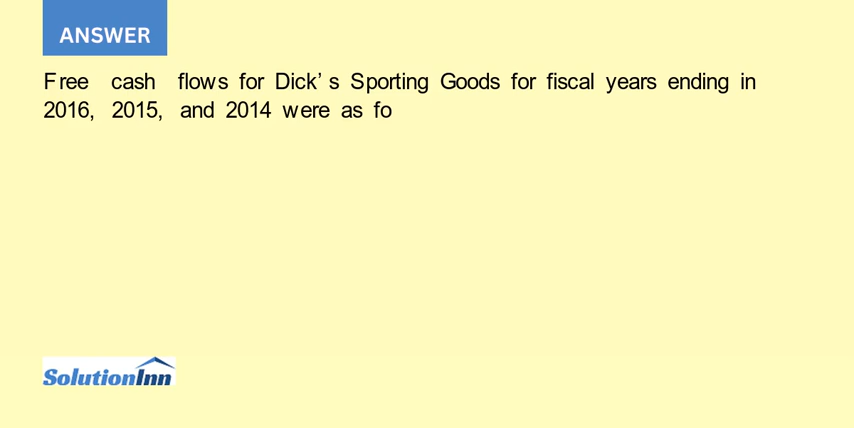 ANSWER
Free cash flows for Dick's Sporting Goods for fiscal years ending in
2016, 2015, and 2014 were as fo
SolutionInn